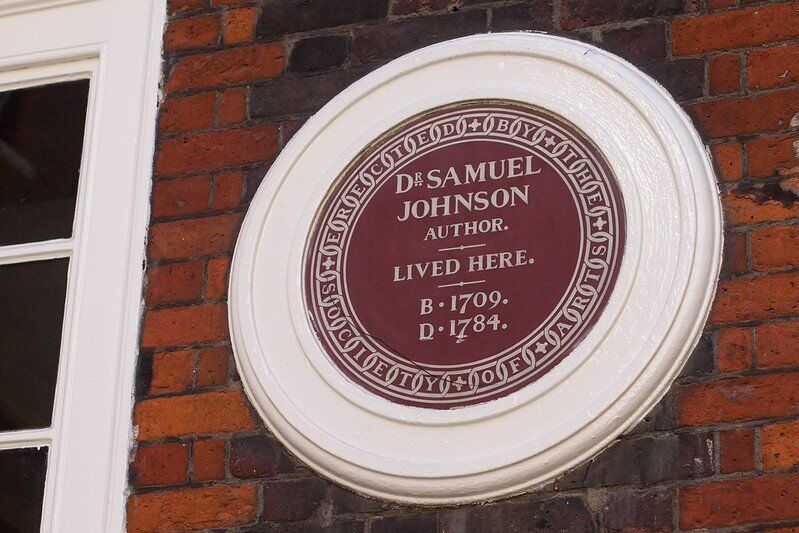 ERECTED BY THE SOCIETY OF ARTS
DR SAMUEL
JOHNSON
AUTHOR.
LIVED HERE.
B·1709.
D·1784.